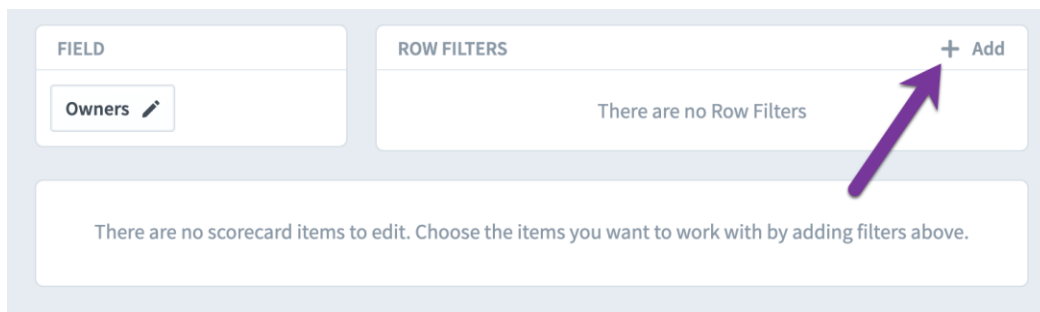 FIELD
ROW FILTERS
+ Add
Owners
There are no Row Filters
There are no scorecard items to edit. Choose the items you want to work with by adding filters above.